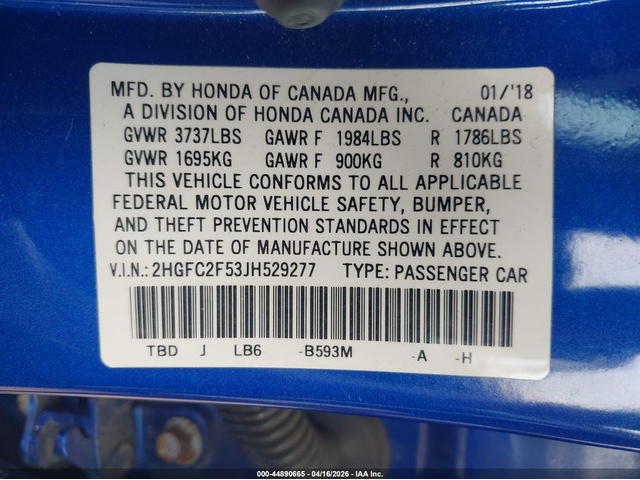 MFD. BY HONDA OF CANADA MFG., 01/'18
A DIVISION OF HONDA CANADA INC. CANADA
GVWR 3737LBS GAWR F 1984LBS R 1786LBS
GVWR 1695KG GAWR F 900KG R 810KG
THIS VEHICLE CONFORMS TO ALL APPLICABLE
FEDERAL MOTOR VEHICLE SAFETY, BUMPER,
AND THEFT PREVENTION STANDARDS IN EFFECT
ON THE DATE OF MANUFACTURE SHOWN ABOVE.
V.I.N.: 2HGFC2F53JH529277 TYPE: PASSENGER CAR
TBD J LB6 -B593M -A -H
000-44890665 - 04/16/2026 - IAA Inc.